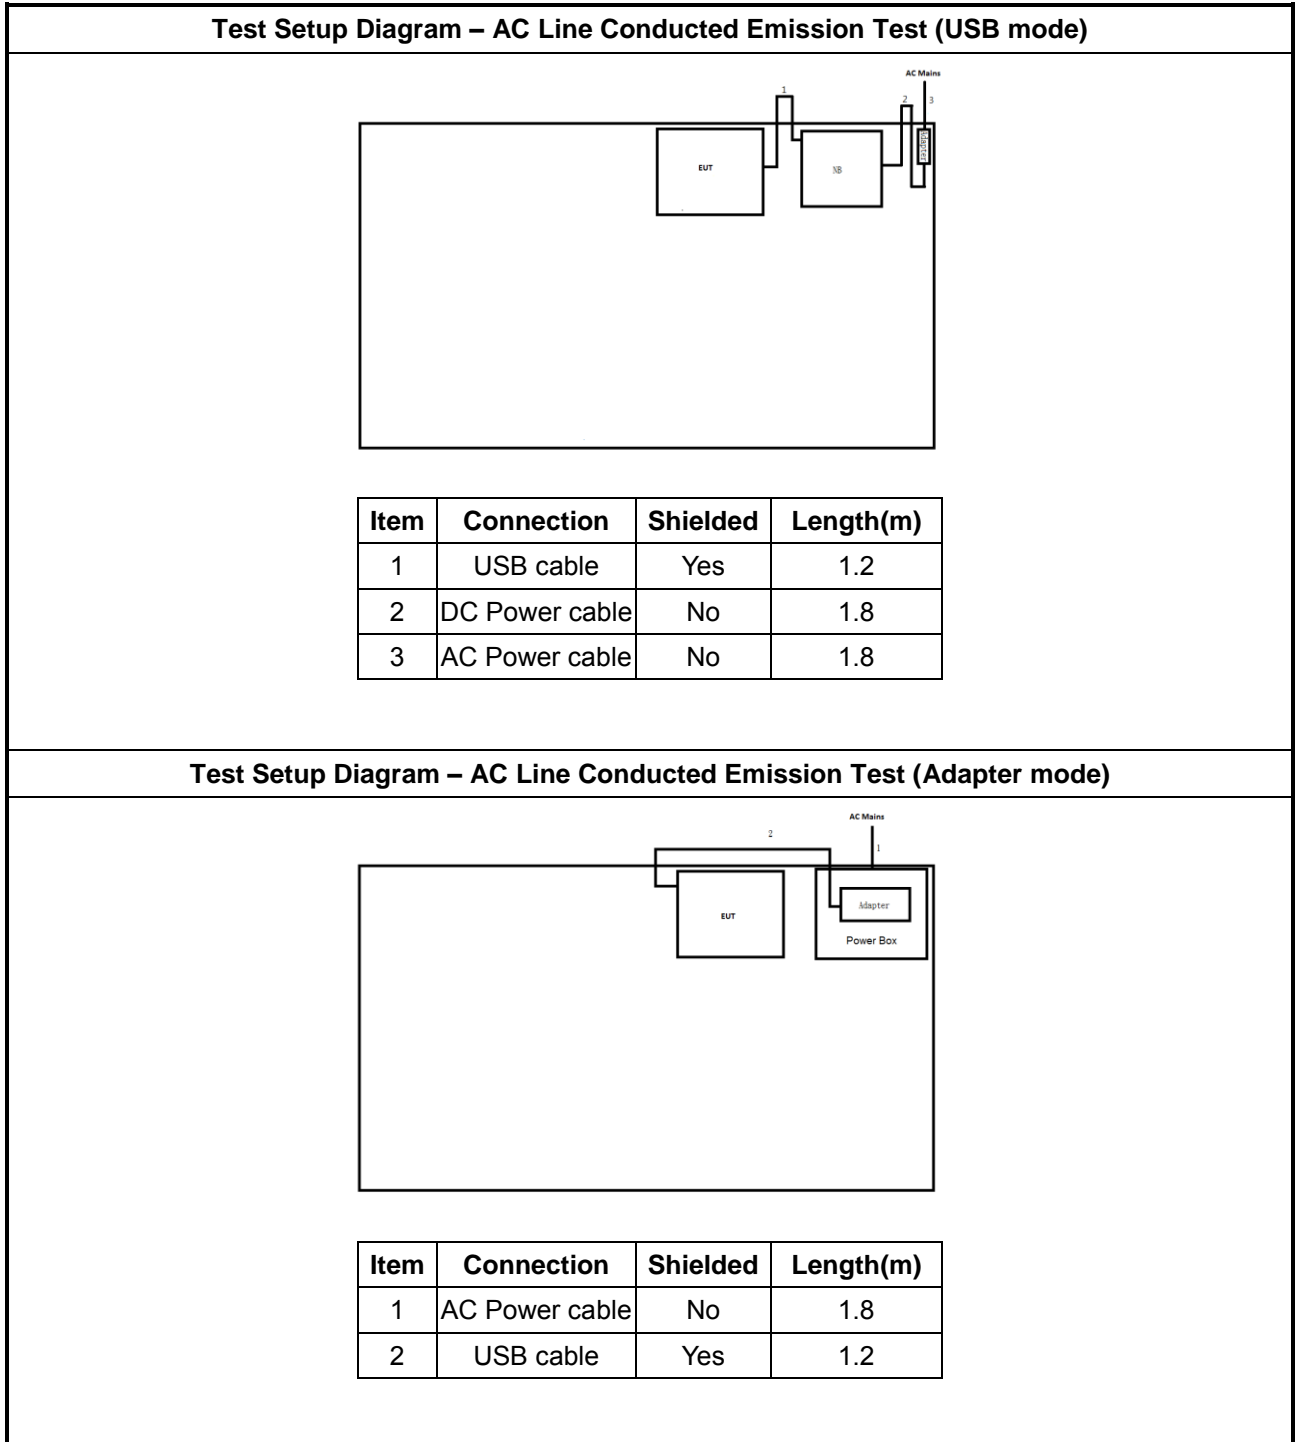 Test Setup Diagram – AC Line Conducted Emission Test (USB mode)
AC Mains
1
2
3
Adapter
EUT
NB
Item Connection Shielded Length(m)
1 USB cable Yes 1.2
2 DC Power cable No 1.8
3 AC Power cable No 1.8
Test Setup Diagram – AC Line Conducted Emission Test (Adapter mode)
AC Mains
2
1
Adapter
EUT
Power Box
Item Connection Shielded Length(m)
1 AC Power cable No 1.8
2 USB cable Yes 1.2